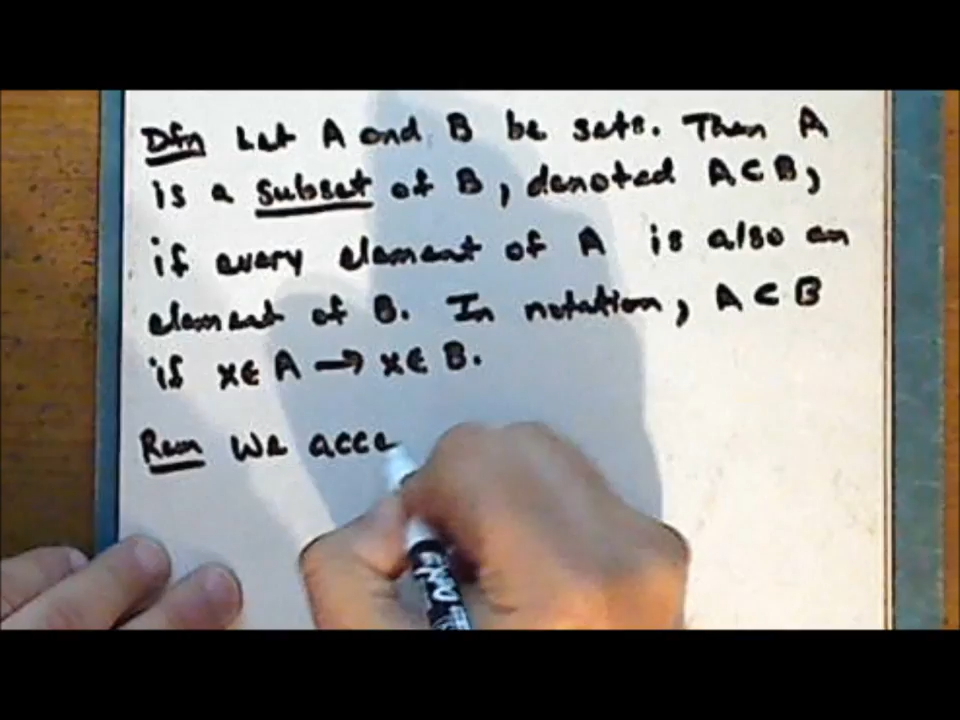 Dfn Let A and B be sets. Then A
is a subset of B, denoted A⊂B,
if every element of A is also an
element of B. In notation, A⊂B
if x∈A → x∈B.
Rem We acce
EXPO